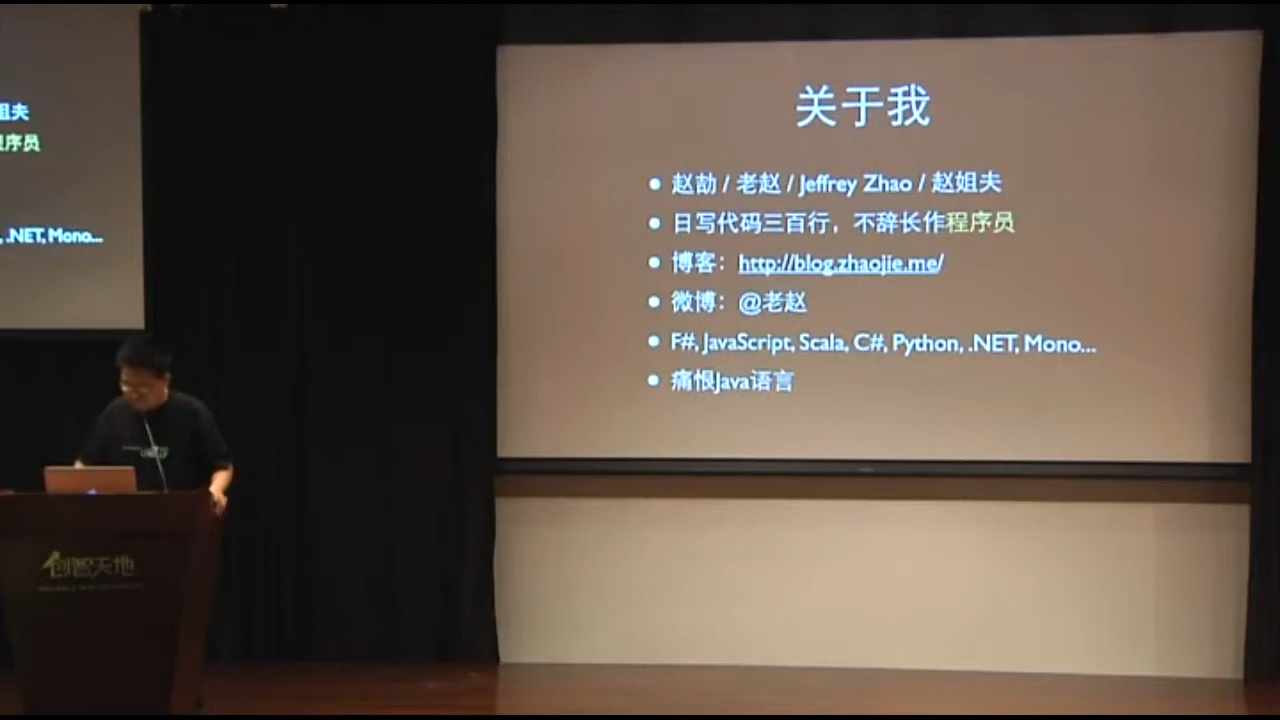 姐夫
程序员
, .NET, Mono...
关于我
赵劼 / 老赵 / Jeffrey Zhao / 赵姐夫
日写代码三百行，不辞长作程序员
博客：http://blog.zhaojie.me/
微博：@老赵
F#, JavaScript, Scala, C#, Python, .NET, Mono...
痛恨Java语言
创智天地